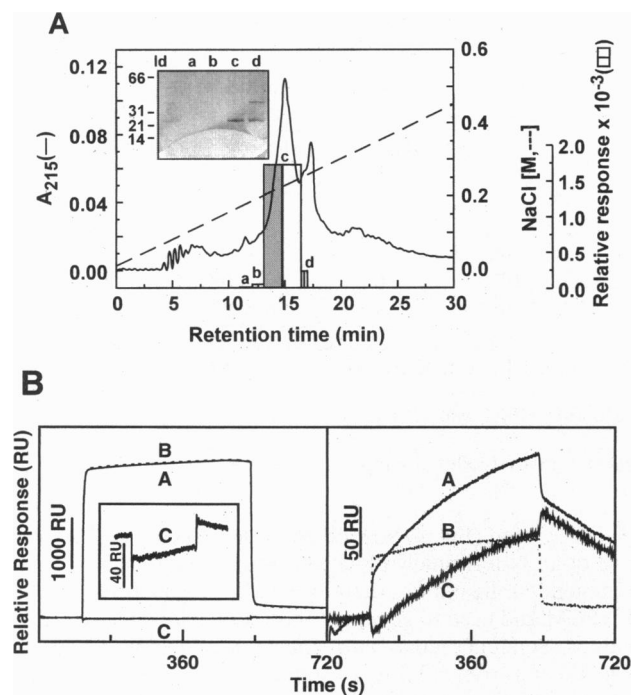 A
ld a b c d
66
31
21
14
0.12
0.08
0.04
0.00
A215(—)
0.6
0.4
0.2
0.0
NaCl [M,---]
2.0
1.5
1.0
0.5
0.0
Relative response x 10-3(□□)
a b c d
0 5 10 15 20 25 30
Retention time (min)
B
Relative Response (RU)
1000 RU
B
A
C
40 RU
C
50 RU
A
B
C
360 720 360 720
Time (s)